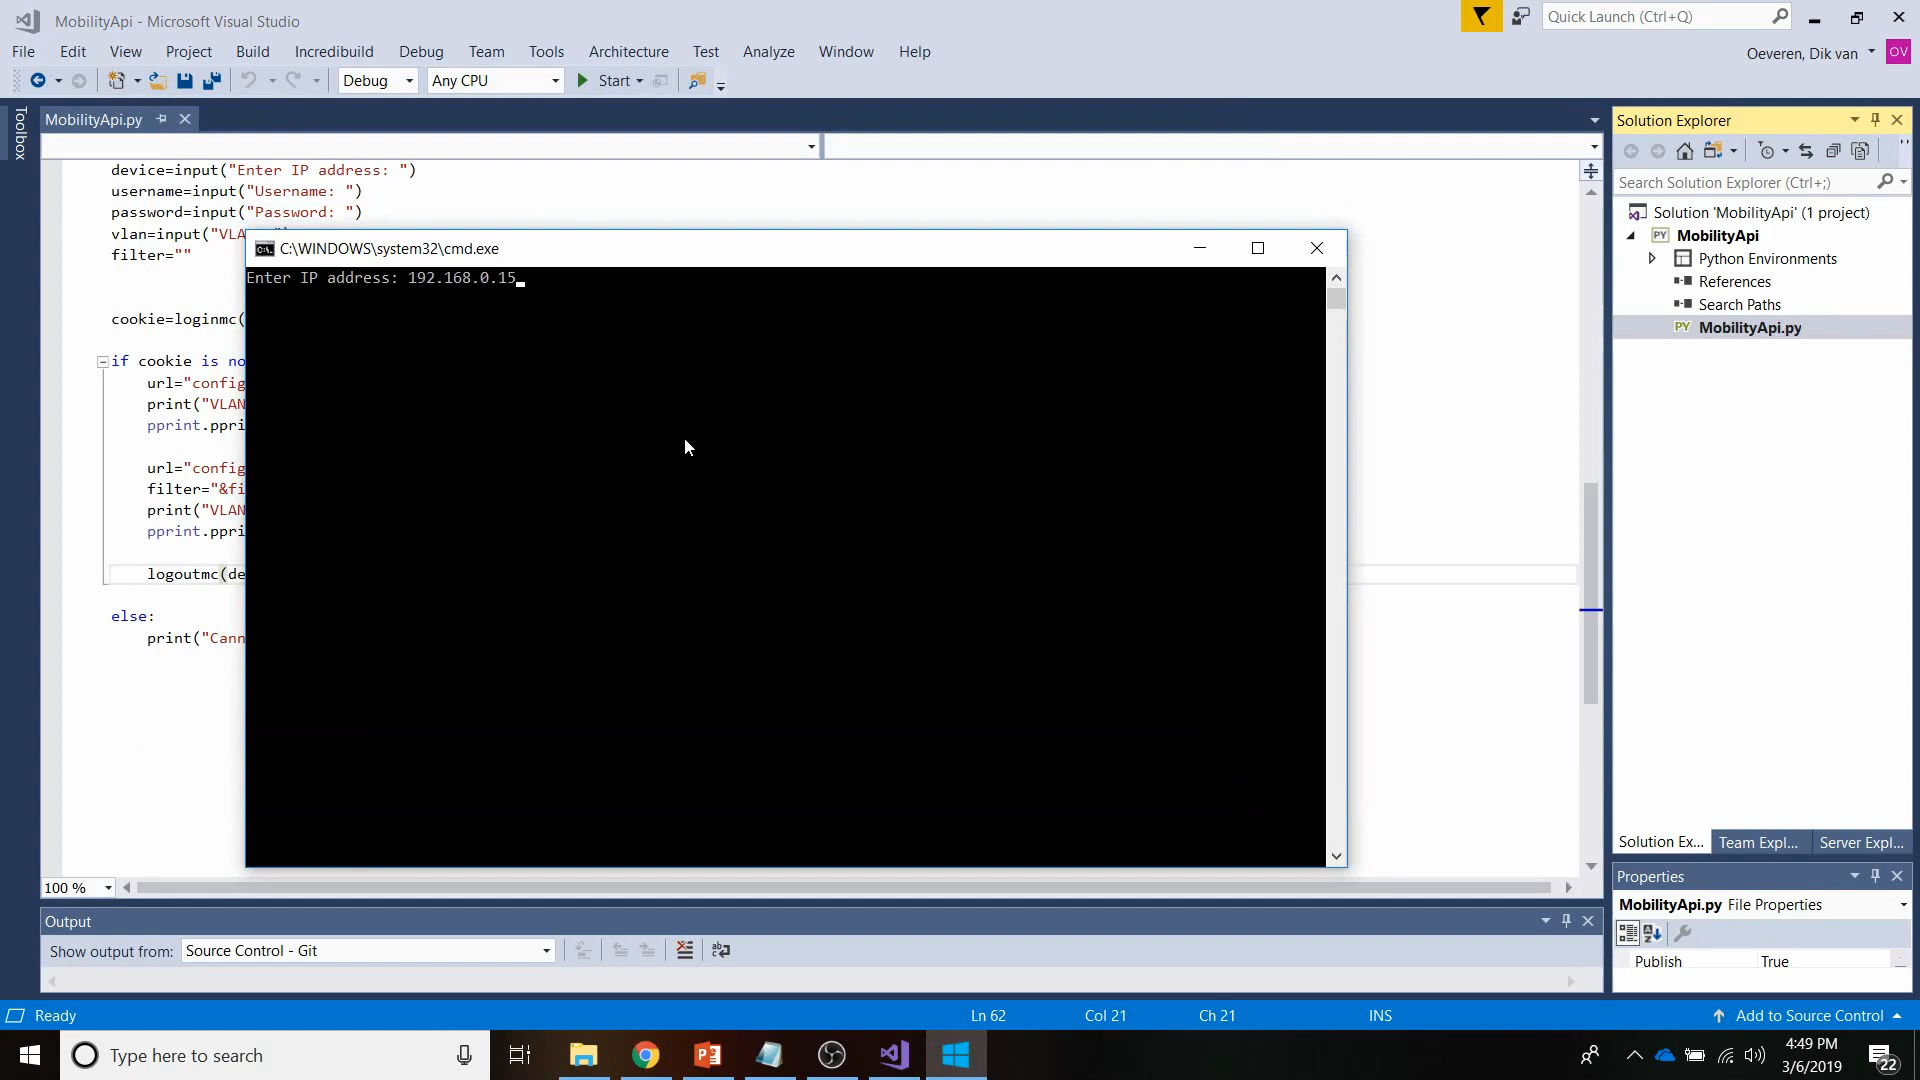 MobilityApi - Microsoft Visual Studio
Quick Launch (Ctrl+Q)
File Edit View Project Build Incredibuild Debug Team Tools Architecture Test Analyze Window Help
Oeveren, Dik van OV
Debug Any CPU Start
Toolbox
MobilityApi.py
device=input("Enter IP address: ")
username=input("Username: ")
password=input("Password: ")
vlan=input("VLA
filter=""
cookie=loginmc(
if cookie is no
url="config
print("VLAN
pprint.ppri
url="config
filter="&fi
print("VLAN
pprint.ppri
logoutmc(de
else:
print("Cann
C:\WINDOWS\system32\cmd.exe
Enter IP address: 192.168.0.15
100 %
Output
Show output from: Source Control - Git
Solution Explorer
Search Solution Explorer (Ctrl+;)
Solution 'MobilityApi' (1 project)
PY MobilityApi
Python Environments
References
Search Paths
PY MobilityApi.py
Solution Ex... Team Expl... Server Expl...
Properties
MobilityApi.py File Properties
Publish True
Ready Ln 62 Col 21 Ch 21 INS Add to Source Control
Type here to search
4:49 PM
3/6/2019
22